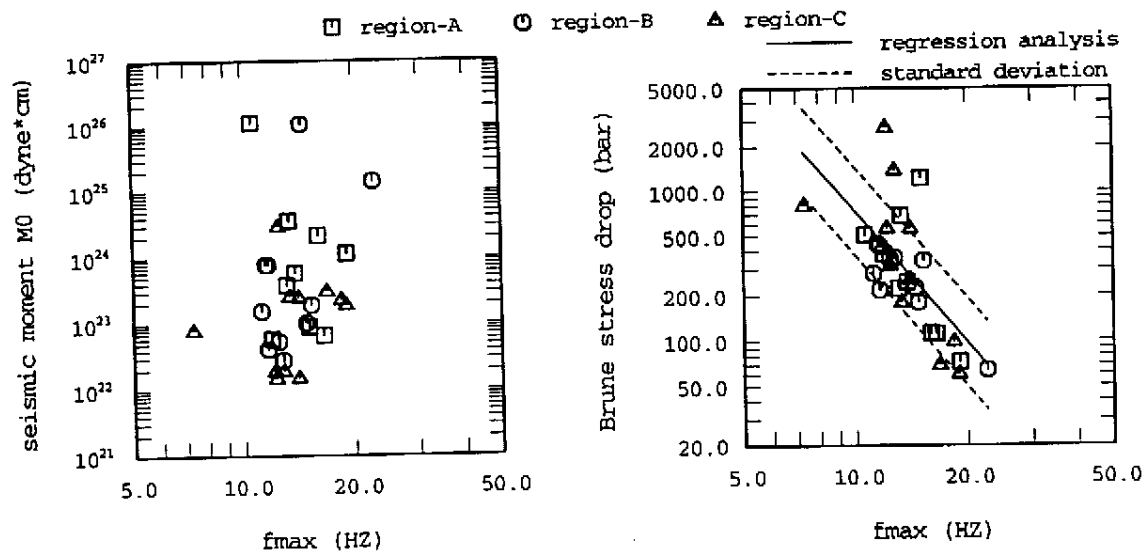 region-A region-B region-C
regression analysis
standard deviation
seismic moment M0 (dyne*cm)
10^27
10^26
10^25
10^24
10^23
10^22
10^21
5.0 10.0 20.0 50.0
fmax (HZ)
Brune stress drop (bar)
5000.0
2000.0
1000.0
500.0
200.0
100.0
50.0
20.0
5.0 10.0 20.0 50.0
fmax (HZ)